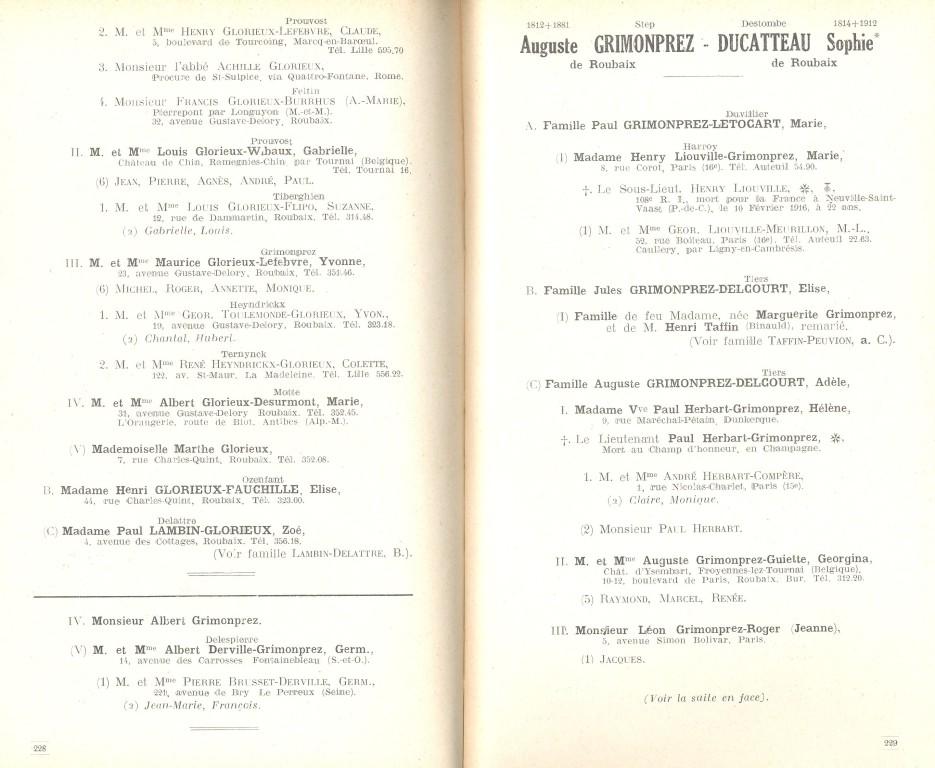 Prouvost
2. M. et Mme HENRY GLORIEUX-LEFEBVRE, CLAUDE,
5, boulevard de Tourcoing, Marcq-en-Barœul.
Tél. Lille 595.70
3. Monsieur l'abbé ACHILLE GLORIEUX,
Procure de St-Sulpice, via Quattro-Fontane, Rome.
Feltin
4. Monsieur FRANCIS GLORIEUX-BURRHUS (A.-MARIE),
Pierrepont par Longuyon (M.-et-M.).
32, avenue Gustave-Delory, Roubaix.
Prouvost
II. M. et Mme Louis Glorieux-Wibaux, Gabrielle,
Château de Chin, Ramegnies-Chin par Tournai (Belgique).
Tél. Tournai 16.
(6) JEAN, PIERRE, AGNÈS, ANDRÉ, PAUL.
Tiberghien
1. M. et Mme LOUIS GLORIEUX-FLIPO, SUZANNE,
12, rue de Dammartin, Roubaix. Tél. 314.48.
(2) Gabrielle, Louis.
Grimonprez
III. M. et Mme Maurice Glorieux-Lefebvre, Yvonne,
23, avenue Gustave-Delory, Roubaix. Tél. 351.46.
(6) MICHEL, ROGER, ANNETTE, MONIQUE.
Heyndrickx
1. M. et Mme GEOR. TOULEMONDE-GLORIEUX, YVON.,
19, avenue Gustave-Delory, Roubaix. Tél. 323.18.
(2) Chantal, Hubert.
Ternynck
2. M. et Mme RENÉ HEYNDRICKX-GLORIEUX, COLETTE,
122, av. St-Maur, La Madeleine. Tél. Lille 556.22.
Motte
IV. M. et Mme Albert Glorieux-Desurmont, Marie,
31, avenue Gustave-Delory Roubaix. Tél. 352.45.
L'Orangerie, route de Biot, Antibes (Alp.-M.).
(V) Mademoiselle Marthe Glorieux,
7, rue Charles-Quint, Roubaix. Tél. 352.08.
Ozenfant
B. Madame Henri GLORIEUX-FAUCHILLE, Elise,
44, rue Charles-Quint, Roubaix, Tél. 323.00.
Delattre
(C) Madame Paul LAMBIN-GLORIEUX, Zoé,
4, avenue des Cottages, Roubaix. Tél. 356.18.
(Voir famille LAMBIN-DELATTRE, B.).
IV. Monsieur Albert Grimonprez.
Delespierre
(V) M. et Mme Albert Derville-Grimonprez, Germ.,
14, avenue des Carrosses Fontainebleau (S.-et-O.).
(1) M. et Mme PIERRE BRUSSET-DERVILLE, GERM.,
221, avenue de Bry Le Perreux (Seine).
(2) Jean-Marie, François.
228
1812+1881 Step Destombe 1814+1912
Auguste GRIMONPREZ - DUCATTEAU Sophie*
de Roubaix de Roubaix
Duvillier
A. Famille Paul GRIMONPREZ-LETOCART, Marie,
Harroy
(1) Madame Henry Liouville-Grimonprez, Marie,
8, rue Corot, Paris (16e). Tél. Auteuil 54.90.
†. Le Sous-Lieut. HENRY LIOUVILLE,
108e R. I., mort pour la France à Neuville-Saint-
Vaast (P.-de-C.), le 10 Février 1916, à 22 ans.
(1) M. et Mme GEOR. LIOUVILLE-MEURILLON, M.-L.,
52, rue Boileau, Paris (16e). Tél. Auteuil 22.63.
Caullery, par Ligny-en-Cambrésis.
Tiers
B. Famille Jules GRIMONPREZ-DELCOURT, Elise,
(I) Famille de feu Madame, née Marguerite Grimonprez,
et de M. Henri Taffin (Binauld), remarié.
(Voir famille TAFFIN-PEUVION, a. C.).
Tiers
(C) Famille Auguste GRIMONPREZ-DELCOURT, Adèle,
I. Madame Vve Paul Herbart-Grimonprez, Hélène,
9, rue Maréchal-Pétain, Dunkerque.
†. Le Lieutenant Paul Herbart-Grimonprez,
Mort au Champ d'honneur, en Champagne.
1. M. et Mme ANDRÉ HERBART-COMPÈRE,
1, rue Nicolas-Charlet, Paris (15e).
(2) Claire, Monique.
(2) Monsieur PAUL HERBART.
II. M. et Mme Auguste Grimonprez-Guiette, Georgina,
Chât. d'Ysembart, Froyennes-lez-Tournai (Belgique),
10-12, boulevard de Paris, Roubaix. Bur. Tél. 312.20.
(5) RAYMOND, MARCEL, RENÉE.
III. Monsieur Léon Grimonprez-Roger (Jeanne),
5, avenue Simon Bolivar, Paris.
(1) JACQUES.
(Voir la suite en face).
229